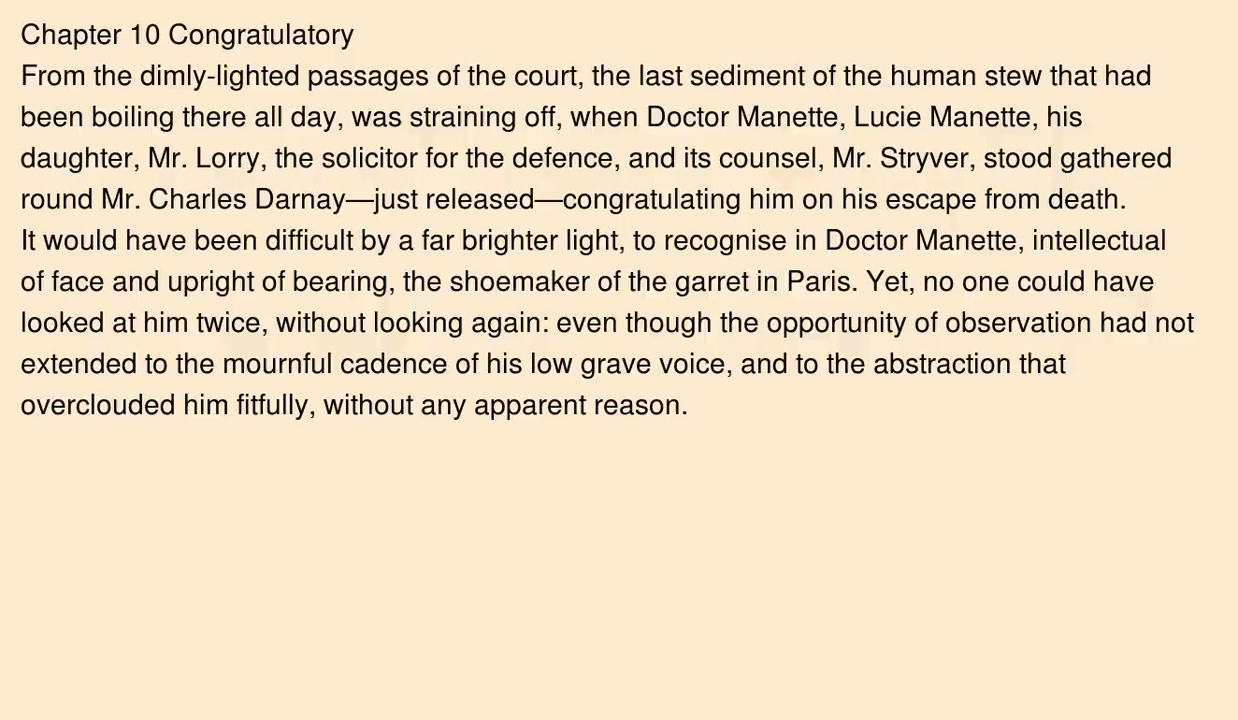 Chapter 10 Congratulatory
From the dimly-lighted passages of the court, the last sediment of the human stew that had
been boiling there all day, was straining off, when Doctor Manette, Lucie Manette, his
daughter, Mr. Lorry, the solicitor for the defence, and its counsel, Mr. Stryver, stood gathered
round Mr. Charles Darnay—just released—congratulating him on his escape from death.
It would have been difficult by a far brighter light, to recognise in Doctor Manette, intellectual
of face and upright of bearing, the shoemaker of the garret in Paris. Yet, no one could have
looked at him twice, without looking again: even though the opportunity of observation had not
extended to the mournful cadence of his low grave voice, and to the abstraction that
overclouded him fitfully, without any apparent reason.